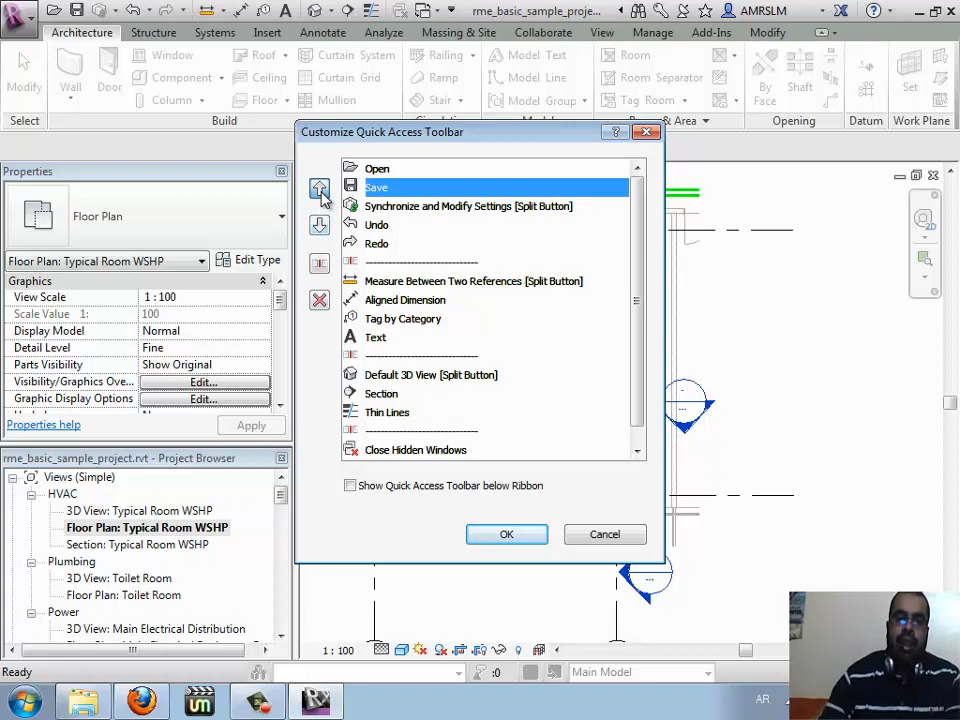 rme_basic_sample_proje...
AMRSLM
Architecture Structure Systems Insert Annotate Analyze Massing & Site Collaborate View Manage Add-Ins Modify
Modify
Wall
Door
Window
Component
Column
Roof
Ceiling
Floor
Curtain System
Curtain Grid
Mullion
Railing
Ramp
Stair
Model Text
Model Line
Model Group
Room
Room Separator
Tag Room
By Face
Shaft
Set
Select
Build
Opening
Datum
Work Plane
Customize Quick Access Toolbar
Open
Save
Synchronize and Modify Settings [Split Button]
Undo
Redo
Measure Between Two References [Split Button]
Aligned Dimension
Tag by Category
Text
Default 3D View [Split Button]
Section
Thin Lines
Close Hidden Windows
Show Quick Access Toolbar below Ribbon
OK
Cancel
Properties
Floor Plan
Floor Plan: Typical Room WSHP
Edit Type
Graphics
View Scale 1 : 100
Scale Value 1: 100
Display Model Normal
Detail Level Fine
Parts Visibility Show Original
Visibility/Graphics Ove... Edit...
Graphic Display Options Edit...
Properties help
Apply
rme_basic_sample_project.rvt - Project Browser
Views (Simple)
HVAC
3D View: Typical Room WSHP
Floor Plan: Typical Room WSHP
Section: Typical Room WSHP
Plumbing
3D View: Toilet Room
Floor Plan: Toilet Room
Power
3D View: Main Electrical Distribution
2D
1 : 100
Ready
:0
Main Model
AR